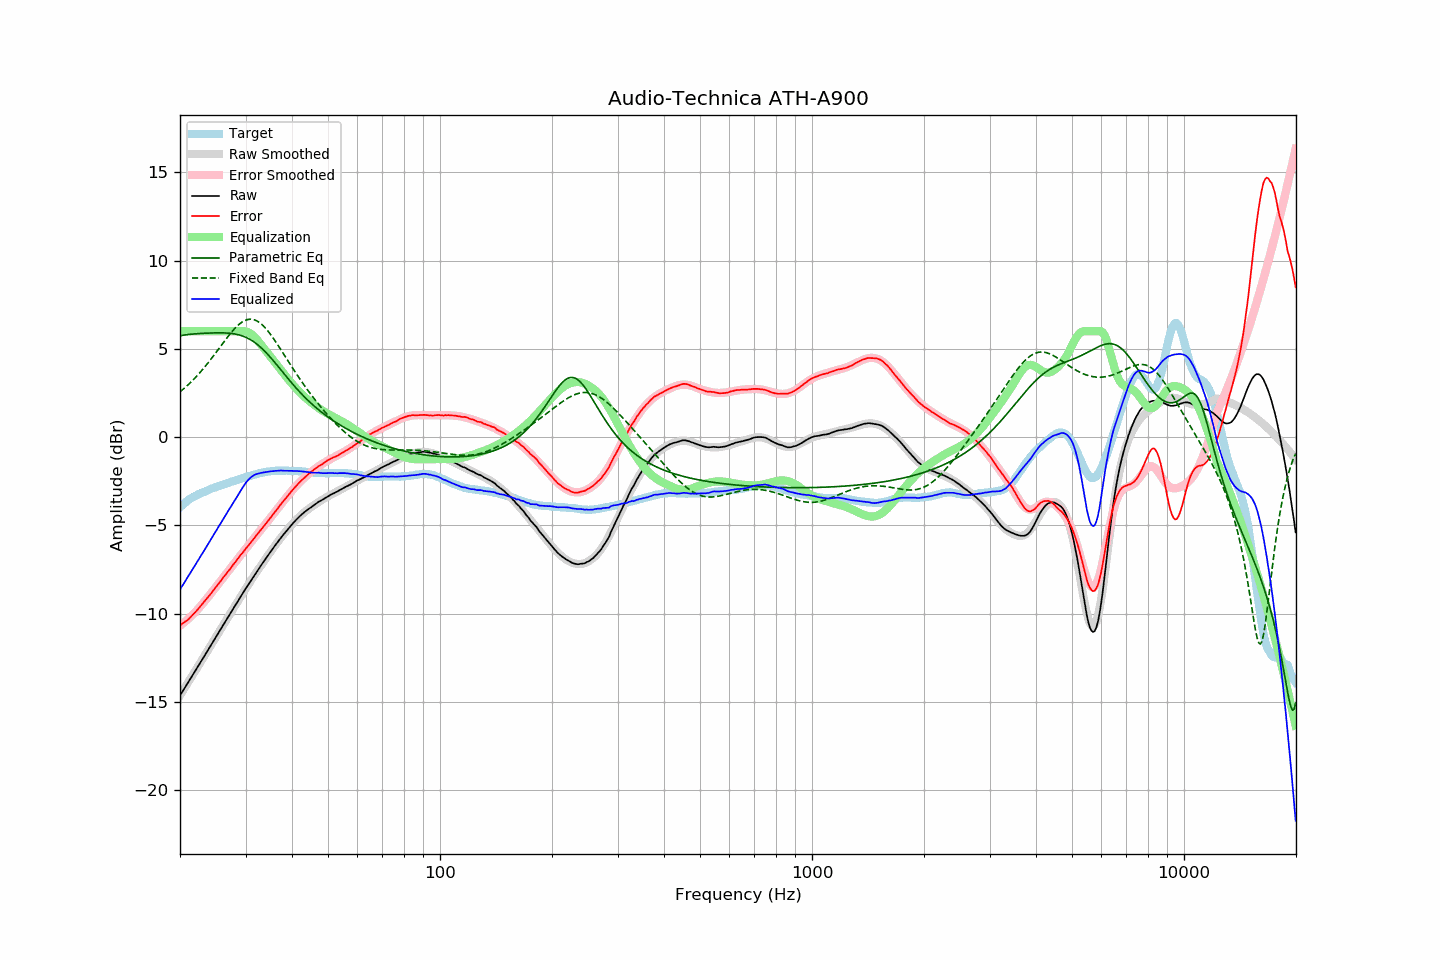 Audio-Technica ATH-A900
Target
Raw Smoothed
Error Smoothed
Raw
Error
Equalization
Parametric Eq
Fixed Band Eq
Equalized
15
10
5
0
−5
−10
−15
−20
Amplitude (dBr)
100
1000
10000
Frequency (Hz)